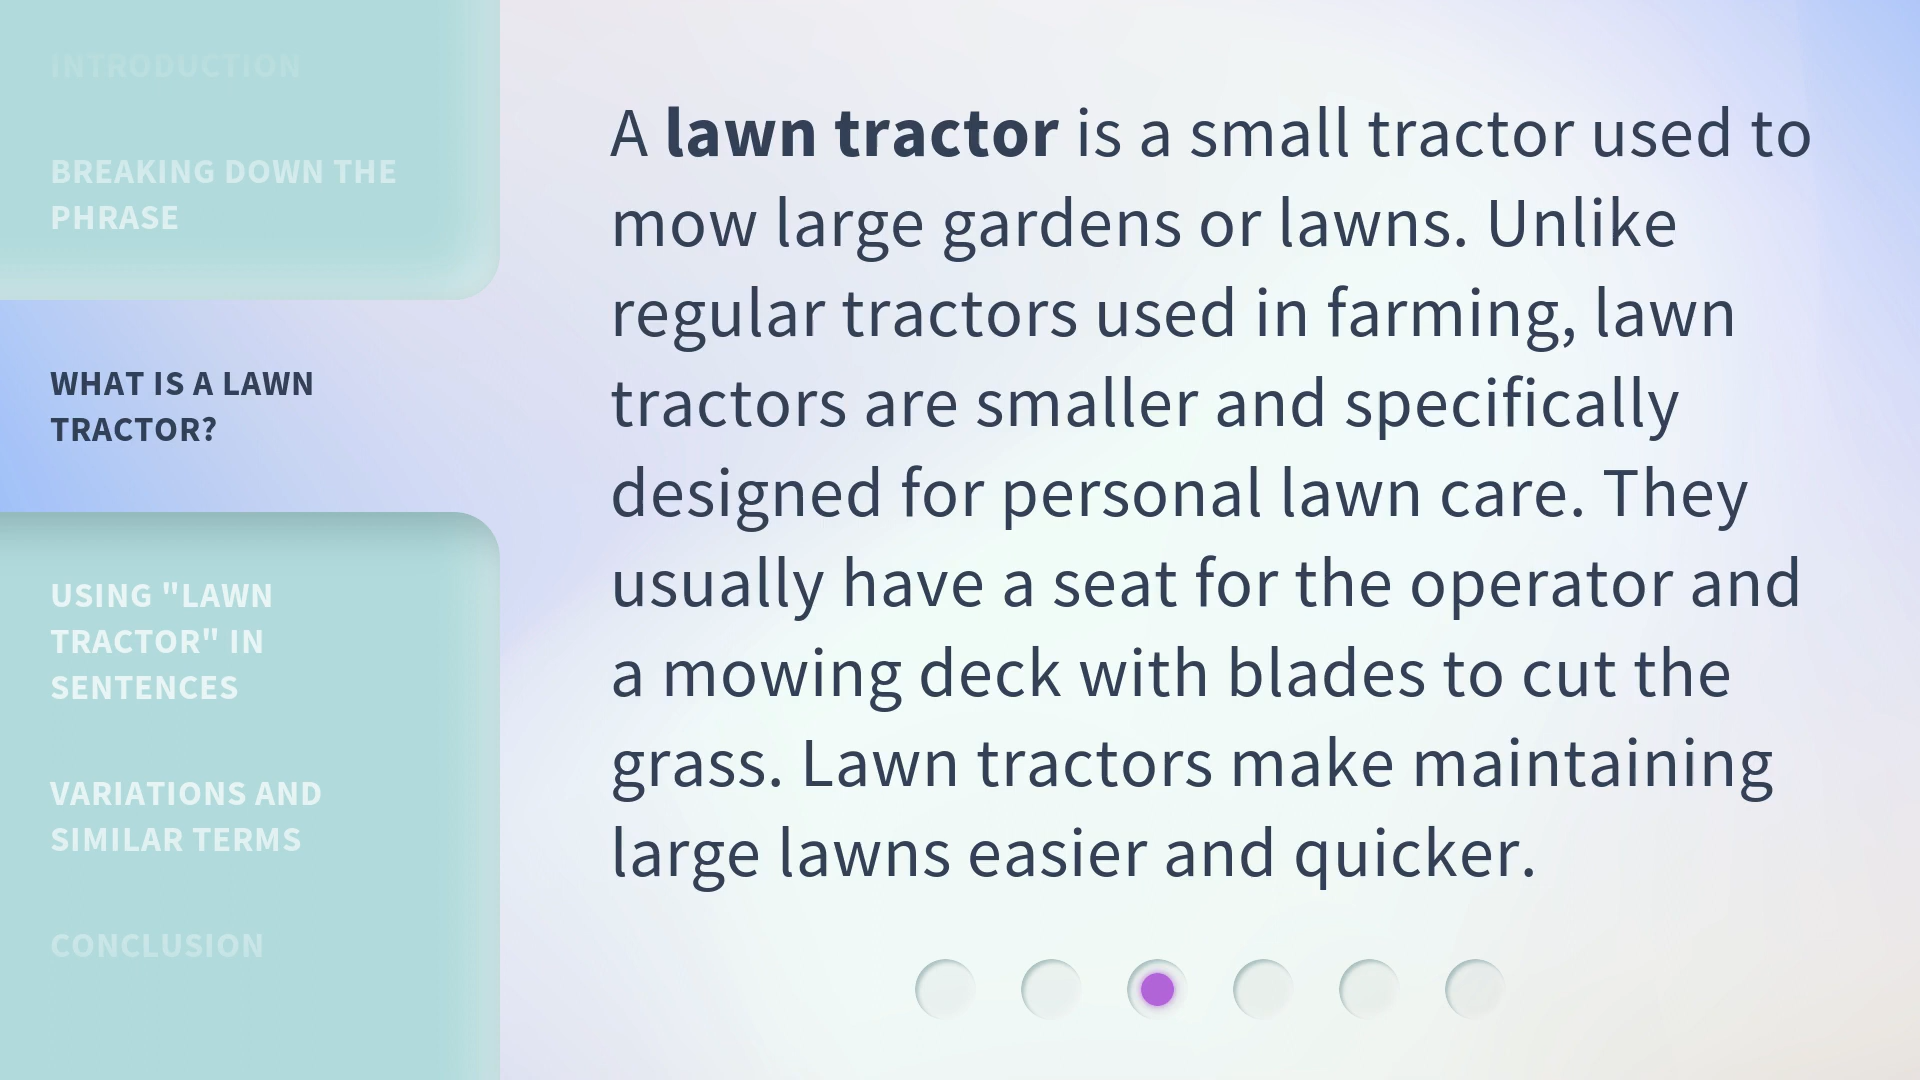 INTRODUCTION
BREAKING DOWN THE
PHRASE
WHAT IS A LAWN
TRACTOR?
USING "LAWN
TRACTOR" IN
SENTENCES
VARIATIONS AND
SIMILAR TERMS
CONCLUSION
A lawn tractor is a small tractor used to
mow large gardens or lawns. Unlike
regular tractors used in farming, lawn
tractors are smaller and specifically
designed for personal lawn care. They
usually have a seat for the operator and
a mowing deck with blades to cut the
grass. Lawn tractors make maintaining
large lawns easier and quicker.